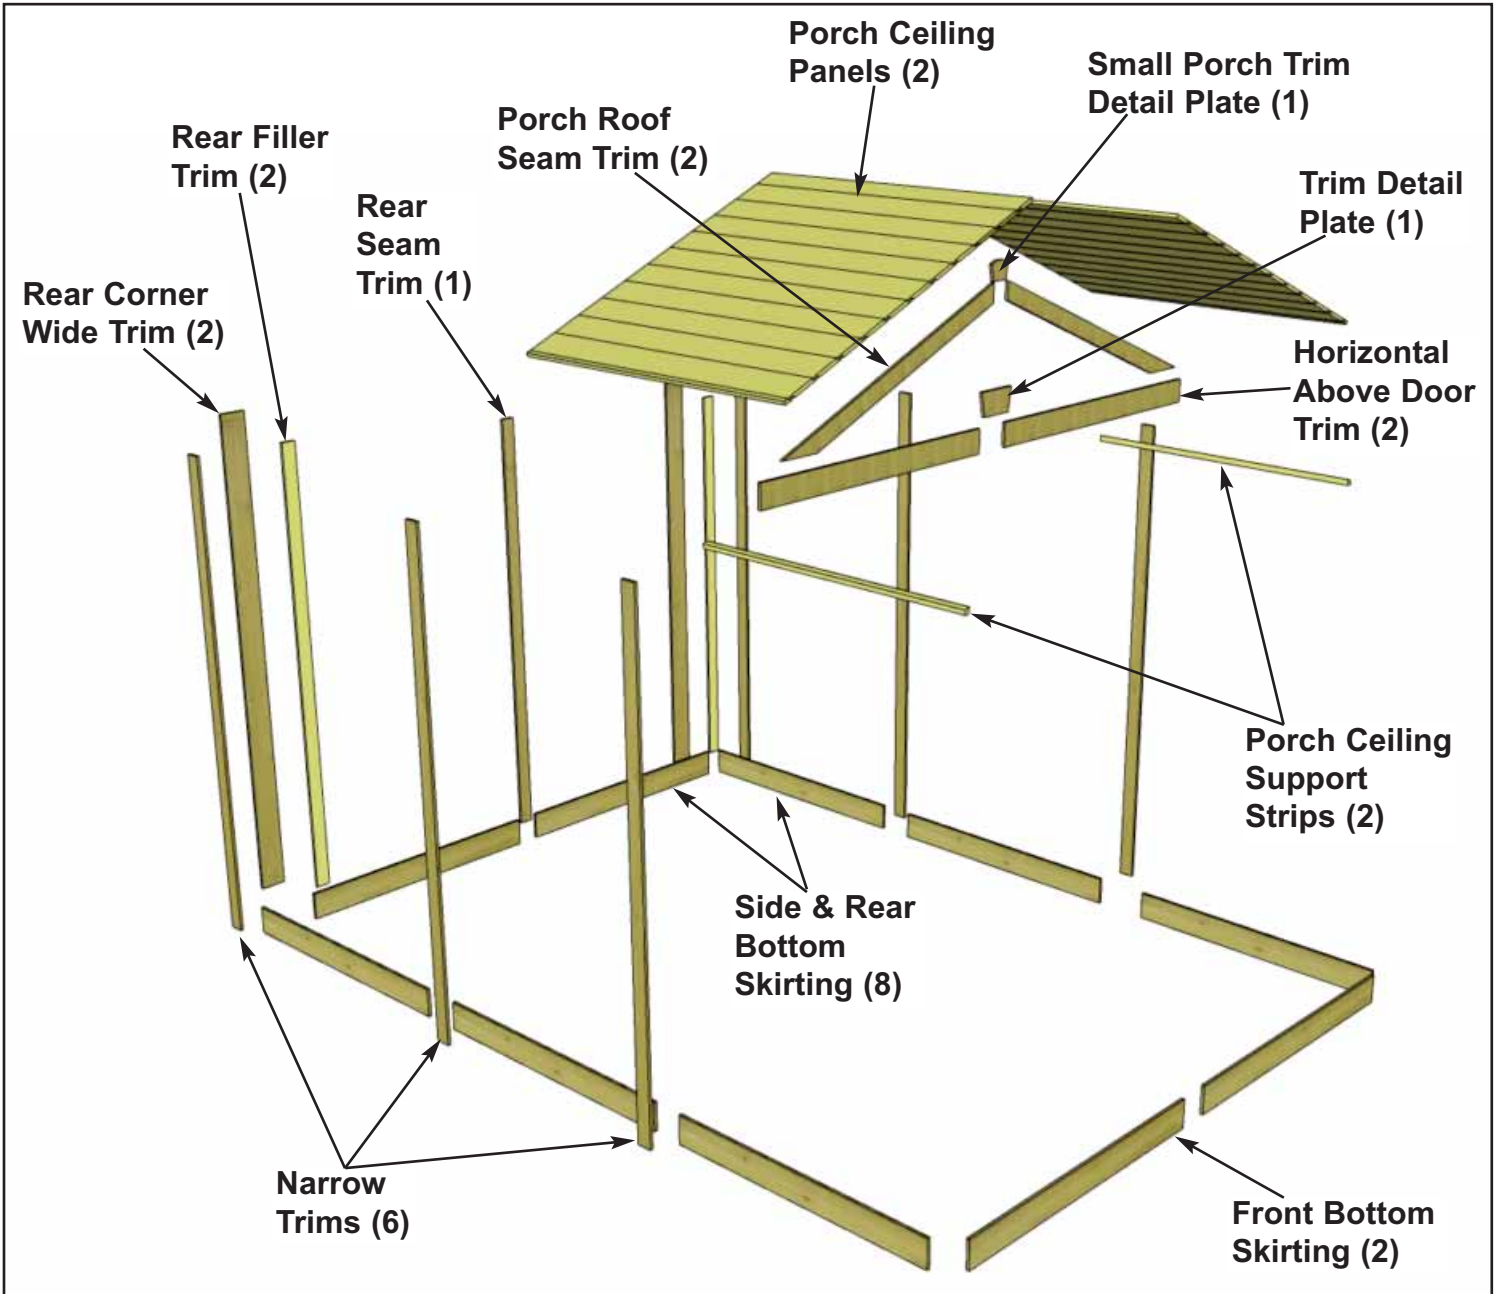 Porch Ceiling
Panels (2)
Small Porch Trim
Detail Plate (1)
Porch Roof
Seam Trim (2)
Rear Filler
Trim (2)
Trim Detail
Plate (1)
Rear
Seam
Trim (1)
Rear Corner
Wide Trim (2)
Horizontal
Above Door
Trim (2)
Porch Ceiling
Support
Strips (2)
Side & Rear
Bottom
Skirting (8)
Narrow
Trims (6)
Front Bottom
Skirting (2)